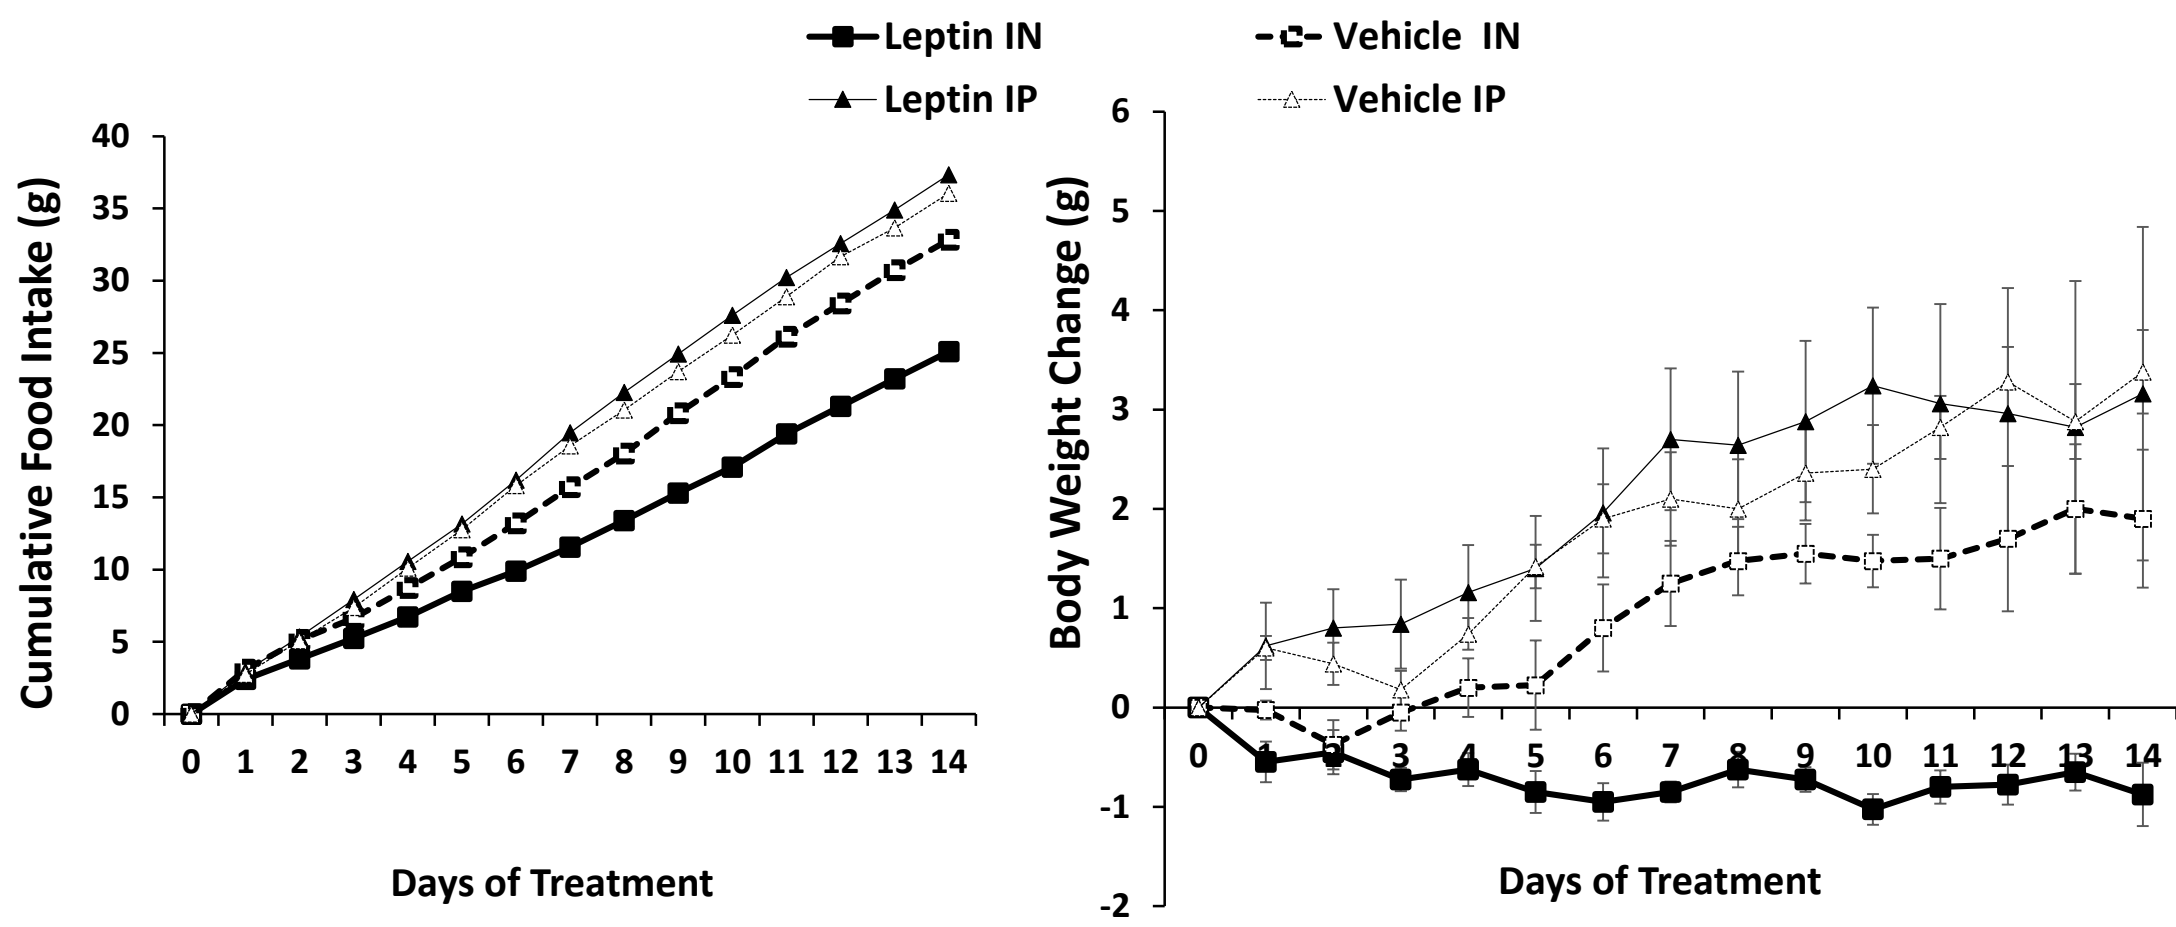 Leptin IN
Vehicle IN
Leptin IP
Vehicle IP
Cumulative Food Intake (g)
40
35
30
25
20
15
10
5
0
0 1 2 3 4 5 6 7 8 9 10 11 12 13 14
Days of Treatment
Body Weight Change (g)
6
5
4
3
2
1
0
-1
-2
0 1 2 3 4 5 6 7 8 9 10 11 12 13 14
Days of Treatment